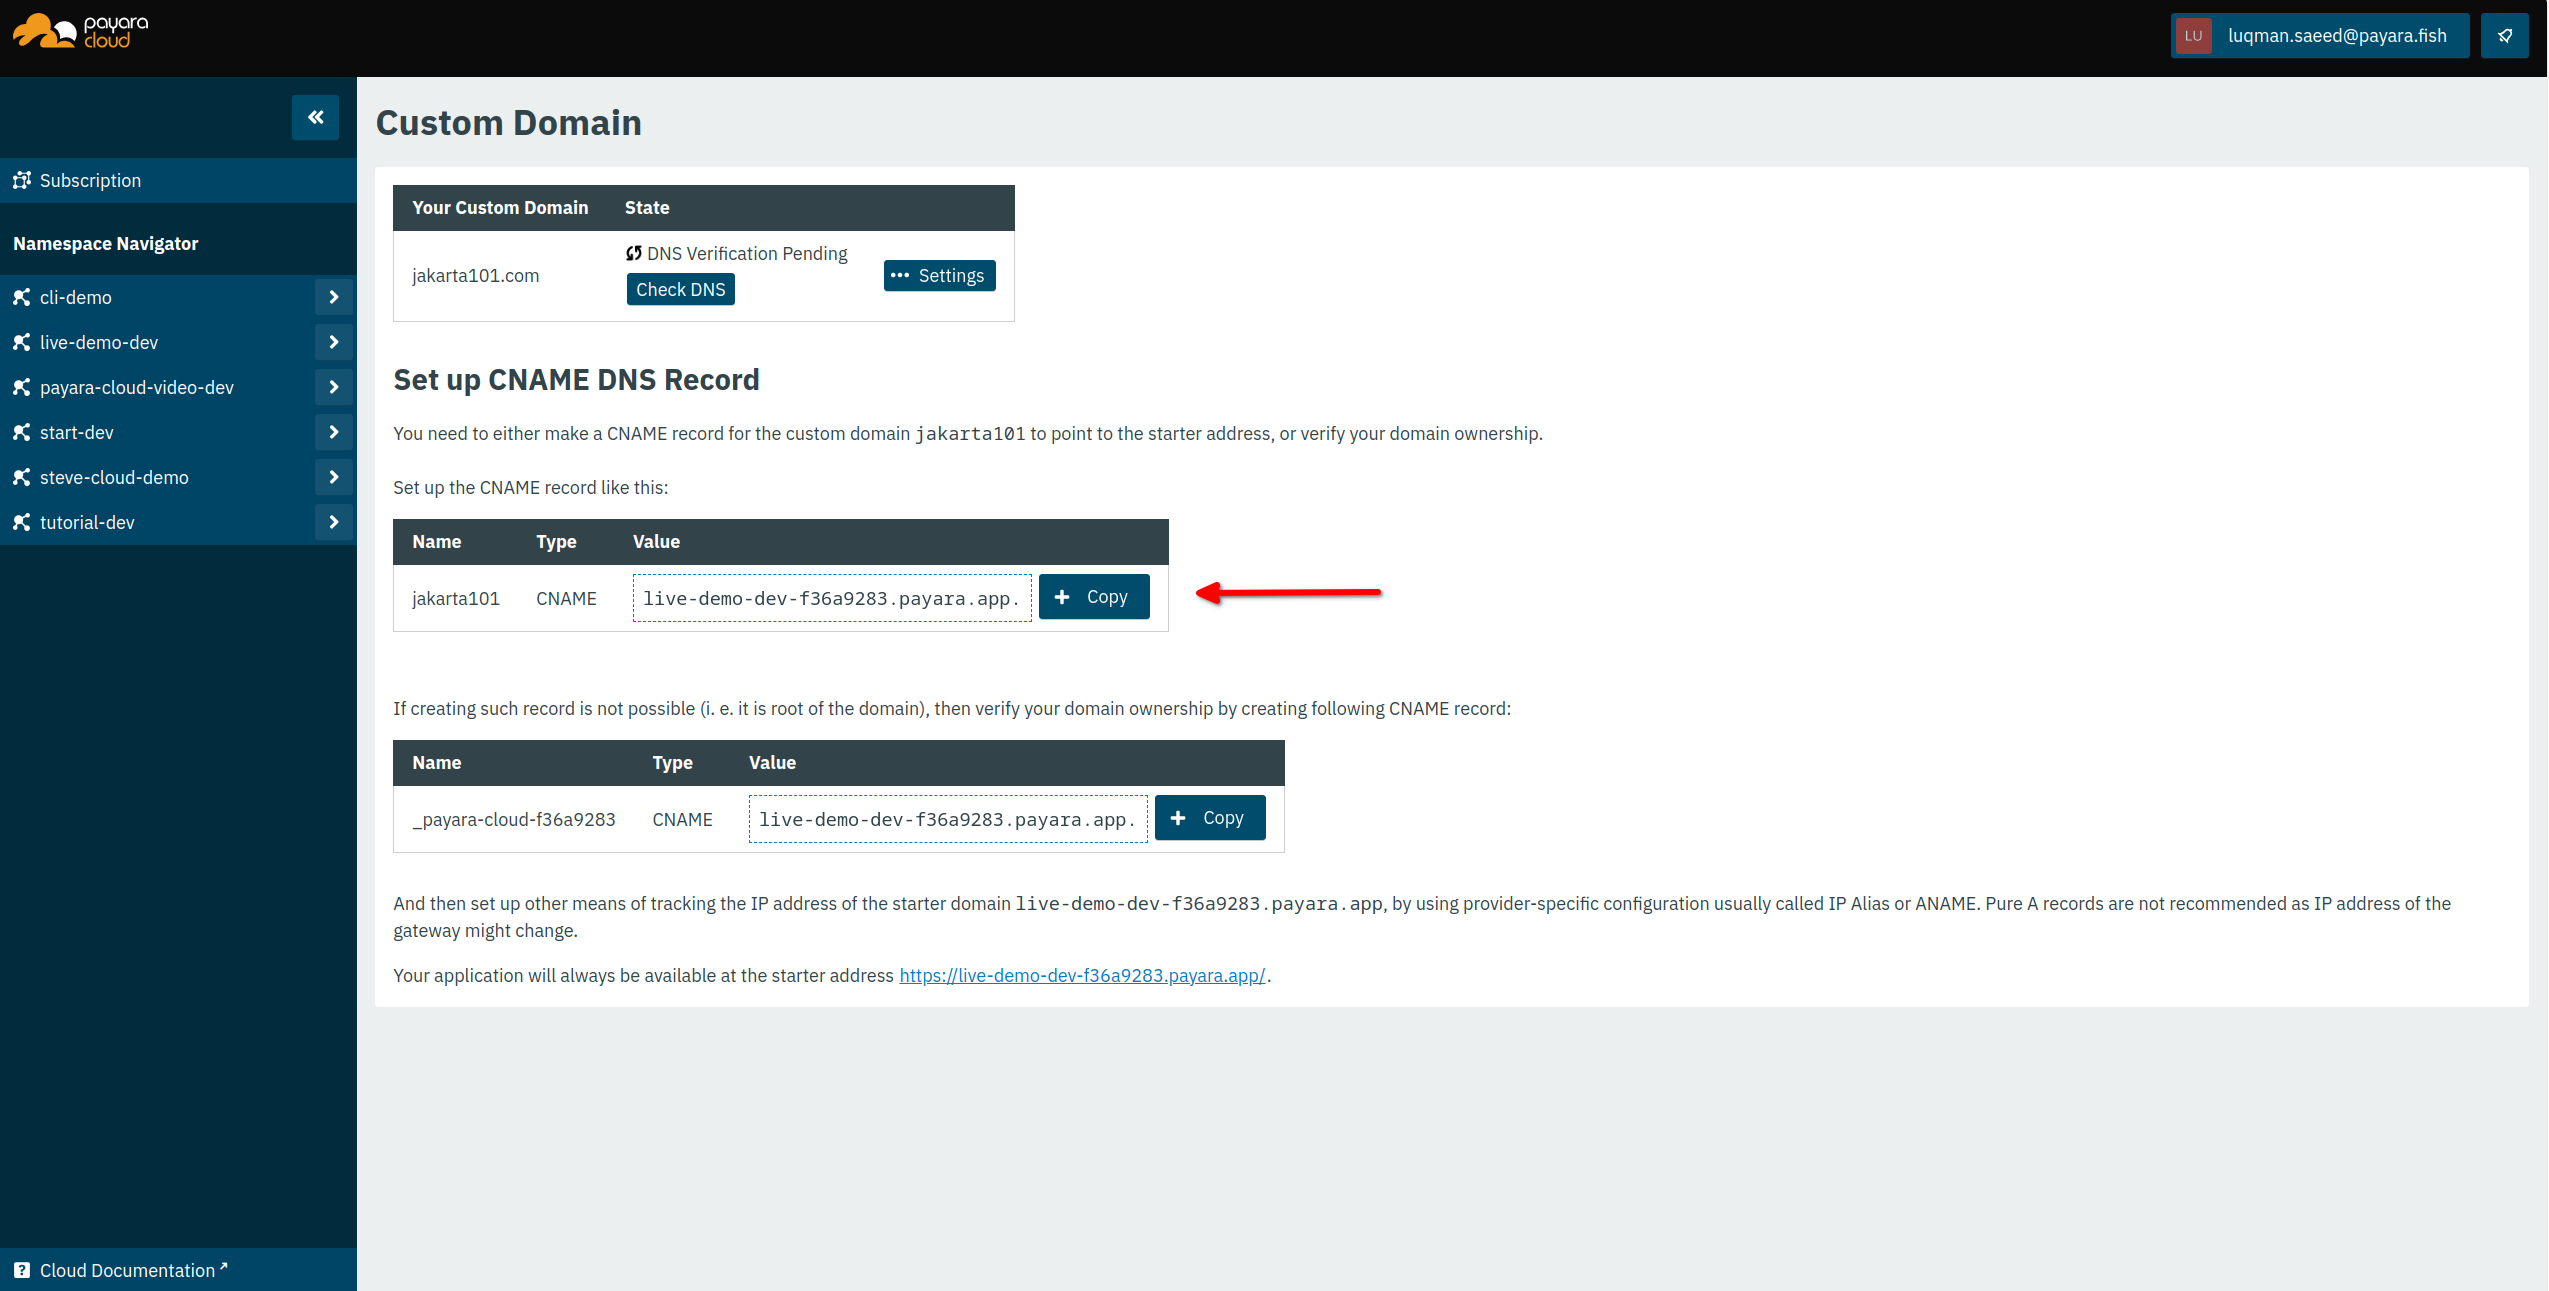 payara
cloud
LU luqman.saeed@payara.fish
Subscription
Namespace Navigator
cli-demo
live-demo-dev
payara-cloud-video-dev
start-dev
steve-cloud-demo
tutorial-dev
Cloud Documentation
Custom Domain
Your Custom Domain State
jakarta101.com DNS Verification Pending
Check DNS
Settings
Set up CNAME DNS Record
You need to either make a CNAME record for the custom domain jakarta101 to point to the starter address, or verify your domain ownership.
Set up the CNAME record like this:
Name Type Value
jakarta101 CNAME live-demo-dev-f36a9283.payara.app. Copy
If creating such record is not possible (i. e. it is root of the domain), then verify your domain ownership by creating following CNAME record:
Name Type Value
_payara-cloud-f36a9283 CNAME live-demo-dev-f36a9283.payara.app. Copy
And then set up other means of tracking the IP address of the starter domain live-demo-dev-f36a9283.payara.app, by using provider-specific configuration usually called IP Alias or ANAME. Pure A records are not recommended as IP address of the
gateway might change.
Your application will always be available at the starter address https://live-demo-dev-f36a9283.payara.app/.